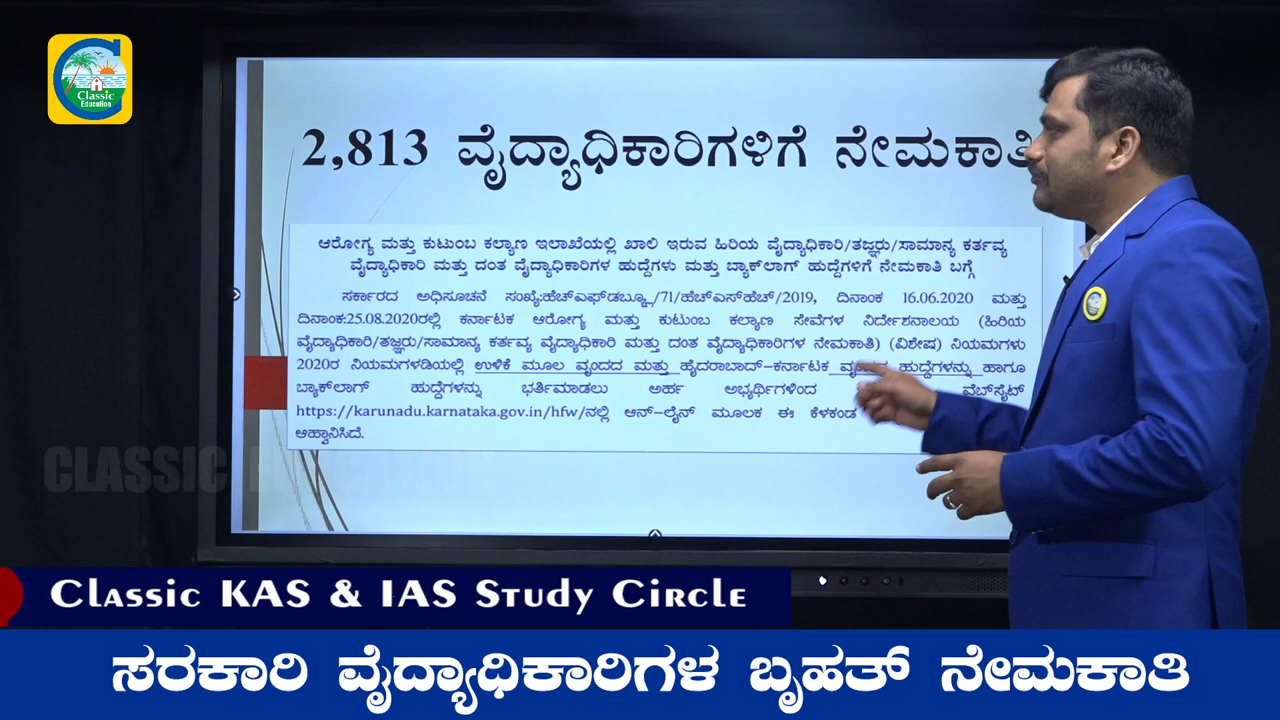 Classic
Education
2,813 ವೈದ್ಯಾಧಿಕಾರಿಗಳಿಗೆ ನೇಮಕಾತಿ
ಆರೋಗ್ಯ ಮತ್ತು ಕುಟುಂಬ ಕಲ್ಯಾಣ ಇಲಾಖೆಯಲ್ಲಿ ಖಾಲಿ ಇರುವ ಹಿರಿಯ ವೈದ್ಯಾಧಿಕಾರಿ/ತಜ್ಞರು/ಸಾಮಾನ್ಯ ಕರ್ತವ್ಯ
ವೈದ್ಯಾಧಿಕಾರಿ ಮತ್ತು ದಂತ ವೈದ್ಯಾಧಿಕಾರಿಗಳ ಹುದ್ದೆಗಳು ಮತ್ತು ಬ್ಯಾಕ್‌ಲಾಗ್ ಹುದ್ದೆಗಳಿಗೆ ನೇಮಕಾತಿ ಬಗ್ಗೆ
ಸರ್ಕಾರದ ಅಧಿಸೂಚನೆ ಸಂಖ್ಯೆ:ಹೆಚ್‌ಎಫ್‌ಡಬ್ಲ್ಯೂ/71/ಹೆಚ್‌ಎಸ್‌ಹೆಚ್/2019, ದಿನಾಂಕ 16.06.2020 ಮತ್ತು
ದಿನಾಂಕ:25.08.2020ರಲ್ಲಿ ಕರ್ನಾಟಕ ಆರೋಗ್ಯ ಮತ್ತು ಕುಟುಂಬ ಕಲ್ಯಾಣ ಸೇವೆಗಳ ನಿರ್ದೇಶನಾಲಯ (ಹಿರಿಯ
ವೈದ್ಯಾಧಿಕಾರಿ/ತಜ್ಞರು/ಸಾಮಾನ್ಯ ಕರ್ತವ್ಯ ವೈದ್ಯಾಧಿಕಾರಿ ಮತ್ತು ದಂತ ವೈದ್ಯಾಧಿಕಾರಿಗಳ ನೇಮಕಾತಿ) (ವಿಶೇಷ) ನಿಯಮಗಳು
2020ರ ನಿಯಮಗಳಡಿಯಲ್ಲಿ ಉಳಿಕೆ ಮೂಲ ವೃಂದದ ಮತ್ತು ಹೈದರಾಬಾದ್-ಕರ್ನಾಟಕ ಹುದ್ದೆಗಳನ್ನು ಹಾಗೂ
ಬ್ಯಾಕ್‌ಲಾಗ್ ಹುದ್ದೆಗಳನ್ನು ಭರ್ತಿಮಾಡಲು ಅರ್ಹ ಅಭ್ಯರ್ಥಿಗಳಿಂದ ವೆಬ್‌ಸೈಟ್
https://karunadu.karnataka.gov.in/hfw/ನಲ್ಲಿ ಆನ್-ಲೈನ್ ಮೂಲಕ ಈ ಕೆಳಕಂಡ
ಆಹ್ವಾನಿಸಿದೆ.
Classic KAS & IAS Study Circle
ಸರಕಾರಿ ವೈದ್ಯಾಧಿಕಾರಿಗಳ ಬೃಹತ್ ನೇಮಕಾತಿ